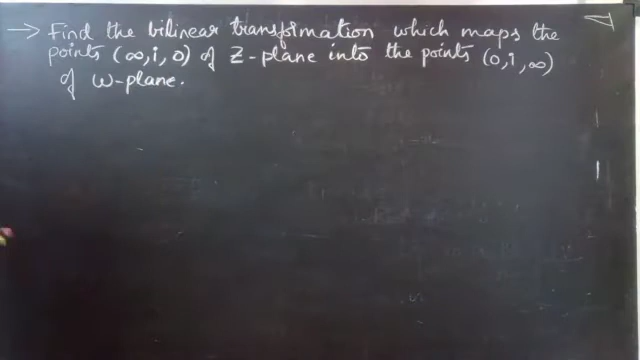 → Find the bilinear transformation which maps the
points (∞, i, 0) of Z-plane into the points (0, i, ∞)
of ω-plane.